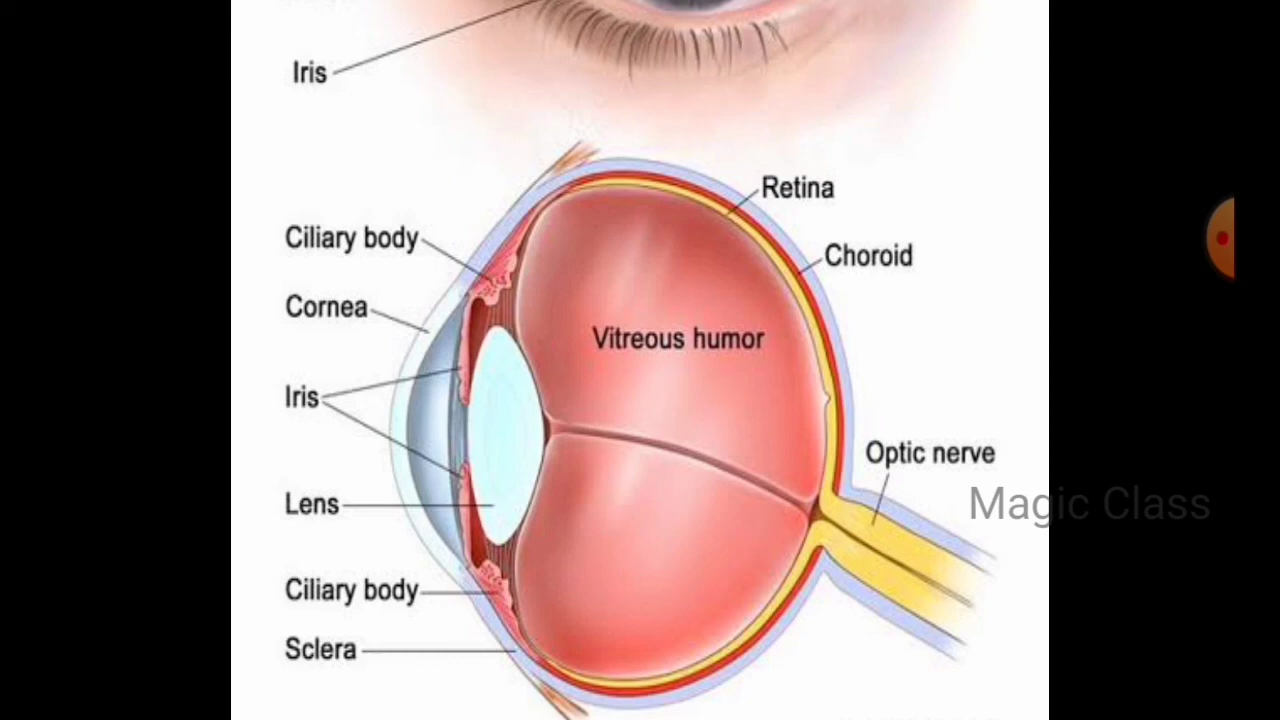 Iris
Retina
Ciliary body
Choroid
Cornea
Vitreous humor
Iris
Optic nerve
Lens
Magic Class
Ciliary body
Sclera